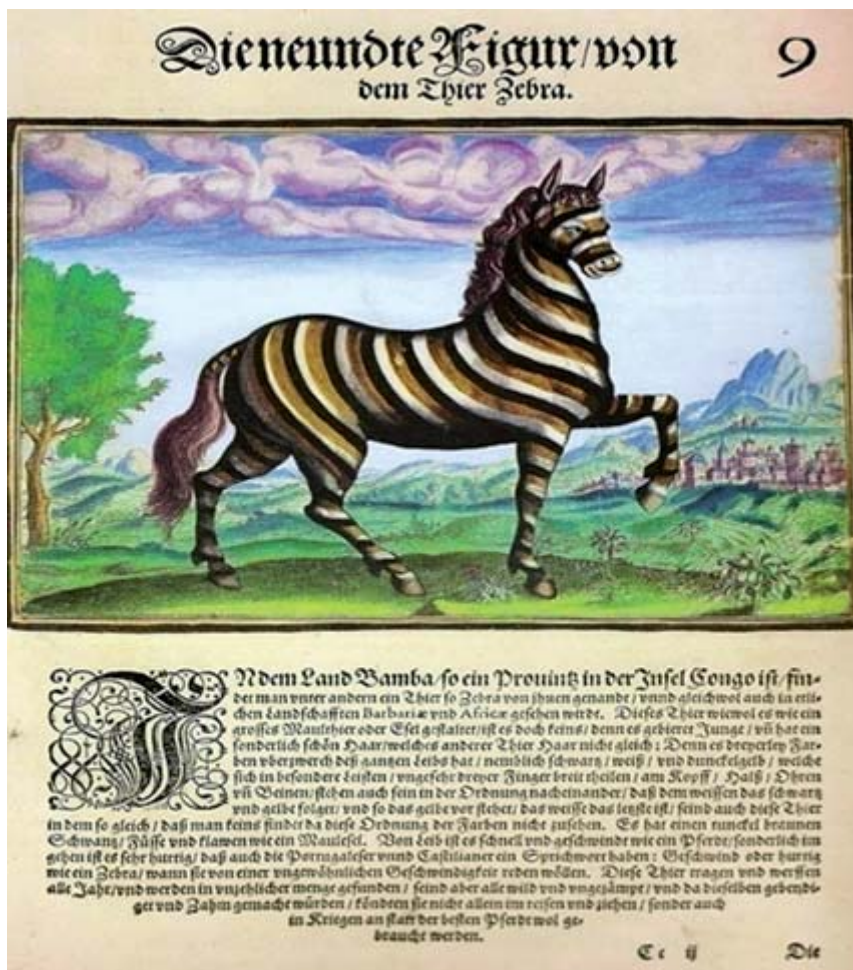 Die neundte Figur/von
9
dem Thier Zebra.
JN dem Land Bamba/so ein Prouintz in der Jnsel Congo ist/fin-
det man vnter andern ein Thier so Zebra von jhnen genandt/vnnd gleichwol auch in etli-
chen Landschafften Barbariæ vnd Africæ gesehen wirdt. Dieses Thier wiewol es wie ein
grosses Maulthier oder Esel gestaltet/ist es doch keins/denn es gebieret Junge/vñ hat ein
sonderlich schön Haar/welches anderer Thier Haar nicht gleich: Denn es dreyerley Far-
ben vberzwerch deß gantzen Leibs hat/nemblich schwartz/weiß/vnd dunckelgelb/welche
sich in besondere Leisten/vngefehr dreyer Finger breit theilen/am Kopff/Halß/Ohren
vñ Beinen/stehen auch fein in der Ordnung nacheinander/daß dem weissen das schwartz
vnd gelbe folget/vnd so das gelbe vor stehet/das weisse das letzte ist/seind auch diese Thier
in dem so gleich/daß man keins findet da diese Ordnung der Farben nicht zusehen. Es hat einen tunckel braunen
Schwantz/Füsse vnd klawen wie ein Maulesel. Von Leib ist es schnell vnd geschwindt wie ein Pferdt/sonderlich im
gehen ist es sehr hurtig/daß auch die Portugaleser vnnd Castilianer ein Sprichwort haben: Geschwind oder hurtig
wie ein Zebra/wann sie von einer vngewöhnlichen Geschwindigkeit reden wöllen. Diese Thier tragen vnd werffen
alle Jahr/vnd werden in vnzehlicher menge gefunden/seind aber alle wild vnd vngezämpt/vnd da dieselben gebendi-
get vnd Zahm gemacht würden/köndten sie nicht allein im reisen vnd ziehen/sonder auch
in Kriegen an statt der besten Pferdt wol ge-
braucht werden.
Cc ij Die